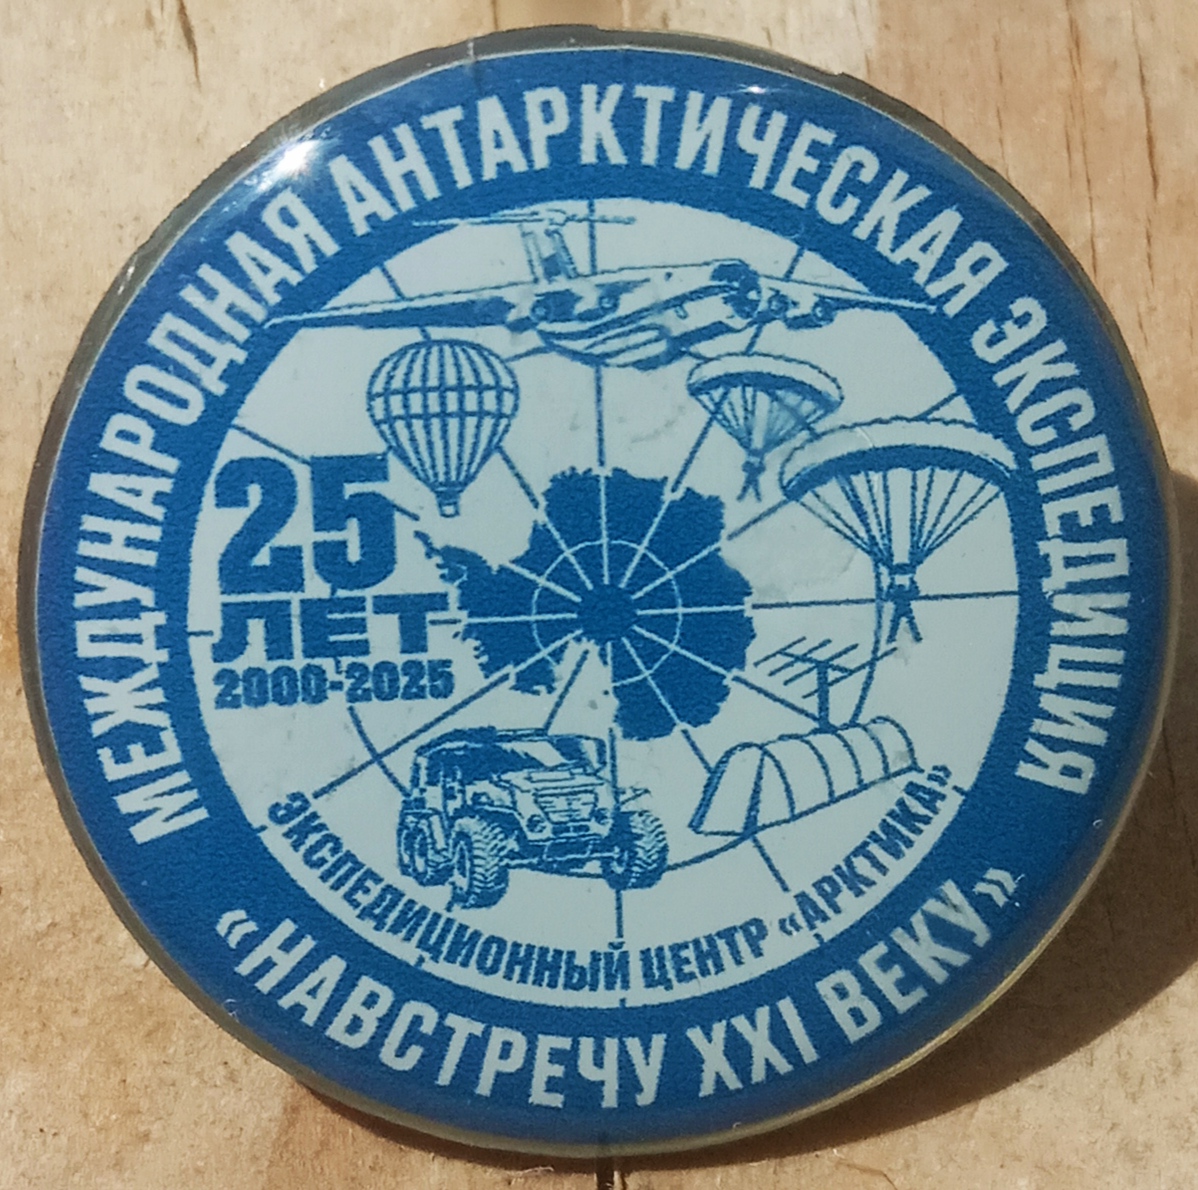 МЕЖДУНАРОДНАЯ АНТАРКТИЧЕСКАЯ ЭКСПЕДИЦИЯ
25
ЛЕТ
2000-2025
ЭКСПЕДИЦИОННЫЙ ЦЕНТР «АРКТИКА»
«НАВСТРЕЧУ XXI ВЕКУ»